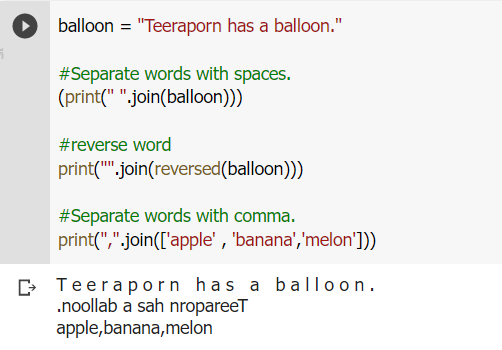 balloon = "Teeraporn has a balloon."
#Separate words with spaces.
(print(" ".join(balloon)))
#reverse word
print("".join(reversed(balloon)))
#Separate words with comma.
print(",".join(['apple' , 'banana','melon']))
T e e r a p o r n   h a s   a   b a l l o o n .
.noollab a sah nropareeT
apple,banana,melon